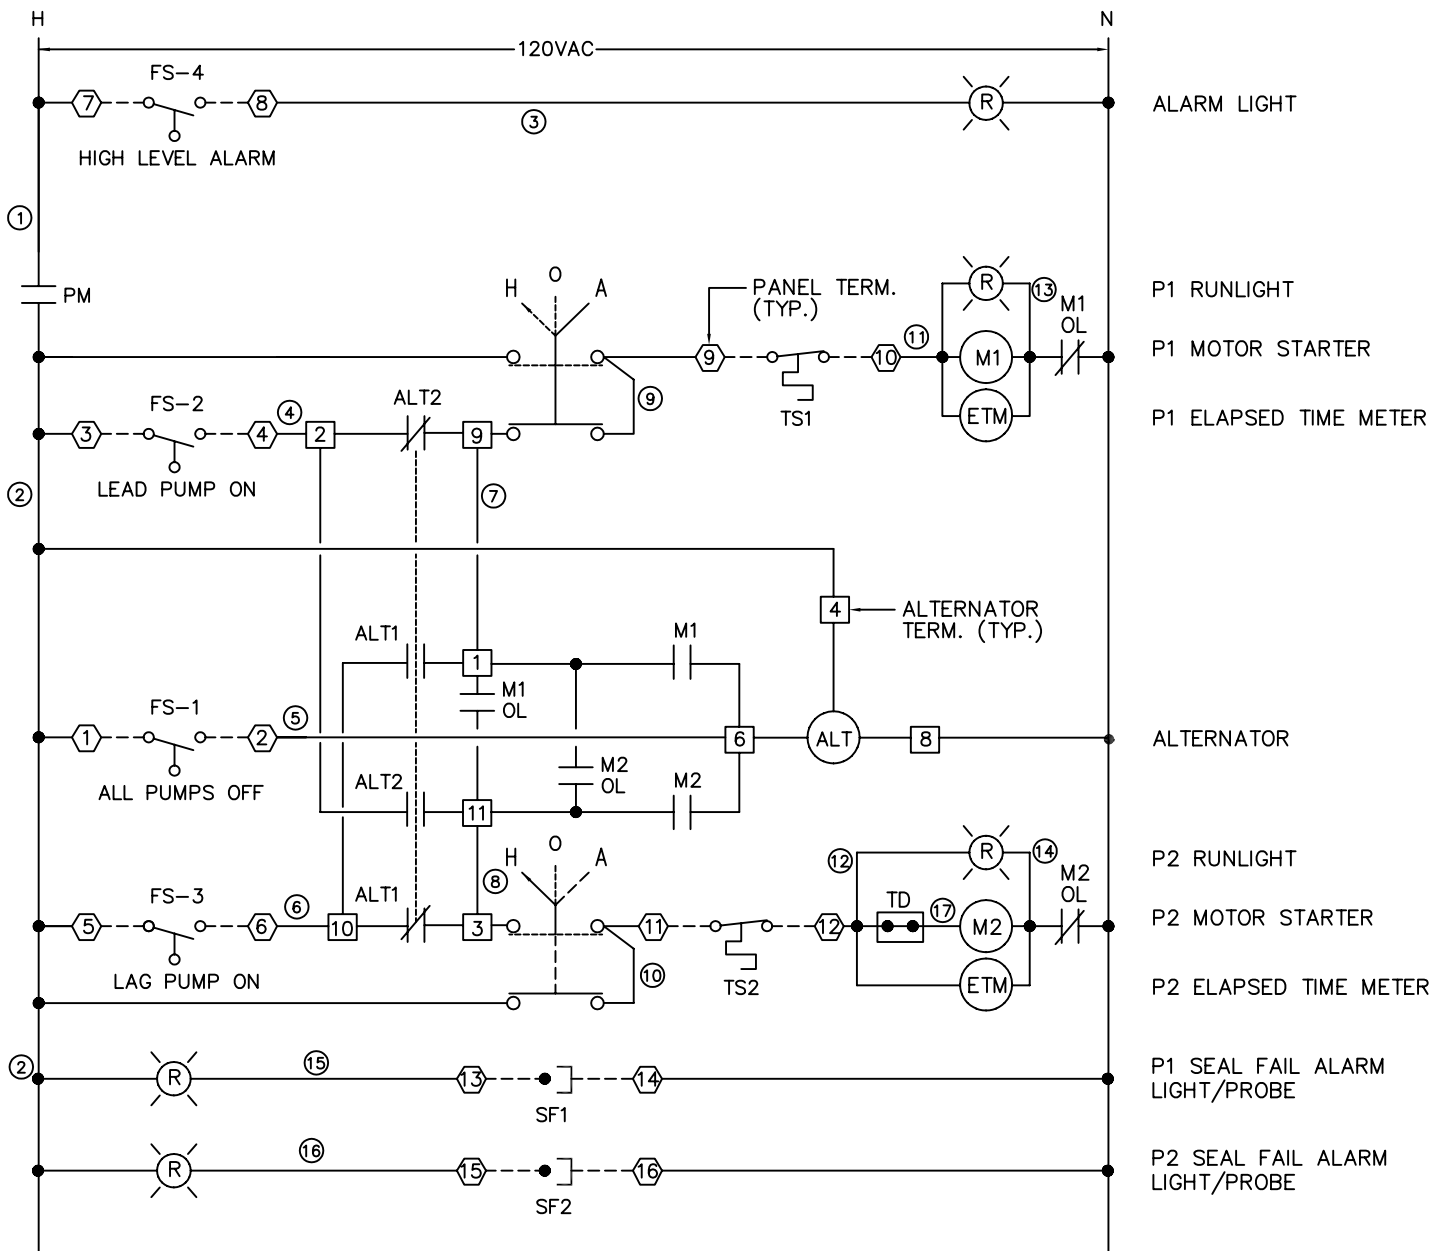 H
N
120VAC
FS-4
7
8
R
ALARM LIGHT
3
HIGH LEVEL ALARM
1
PM
H
O
A
PANEL TERM.
(TYP.)
R
13
M1
OL
P1 RUNLIGHT
9
TS1
10
11
M1
P1 MOTOR STARTER
9
ETM
P1 ELAPSED TIME METER
FS-2
3
4
4
2
ALT2
9
LEAD PUMP ON
2
7
4
ALTERNATOR
TERM. (TYP.)
ALT1
1
M1
M1
OL
FS-1
1
2
5
6
ALT
8
ALTERNATOR
ALL PUMPS OFF
M2
OL
ALT2
11
M2
H
O
A
8
12
R
14
M2
OL
P2 RUNLIGHT
FS-3
5
6
6
10
ALT1
3
11
TS2
12
TD
17
M2
P2 MOTOR STARTER
LAG PUMP ON
10
ETM
P2 ELAPSED TIME METER
2
R
15
13
SF1
14
P1 SEAL FAIL ALARM
LIGHT/PROBE
R
16
15
SF2
16
P2 SEAL FAIL ALARM
LIGHT/PROBE